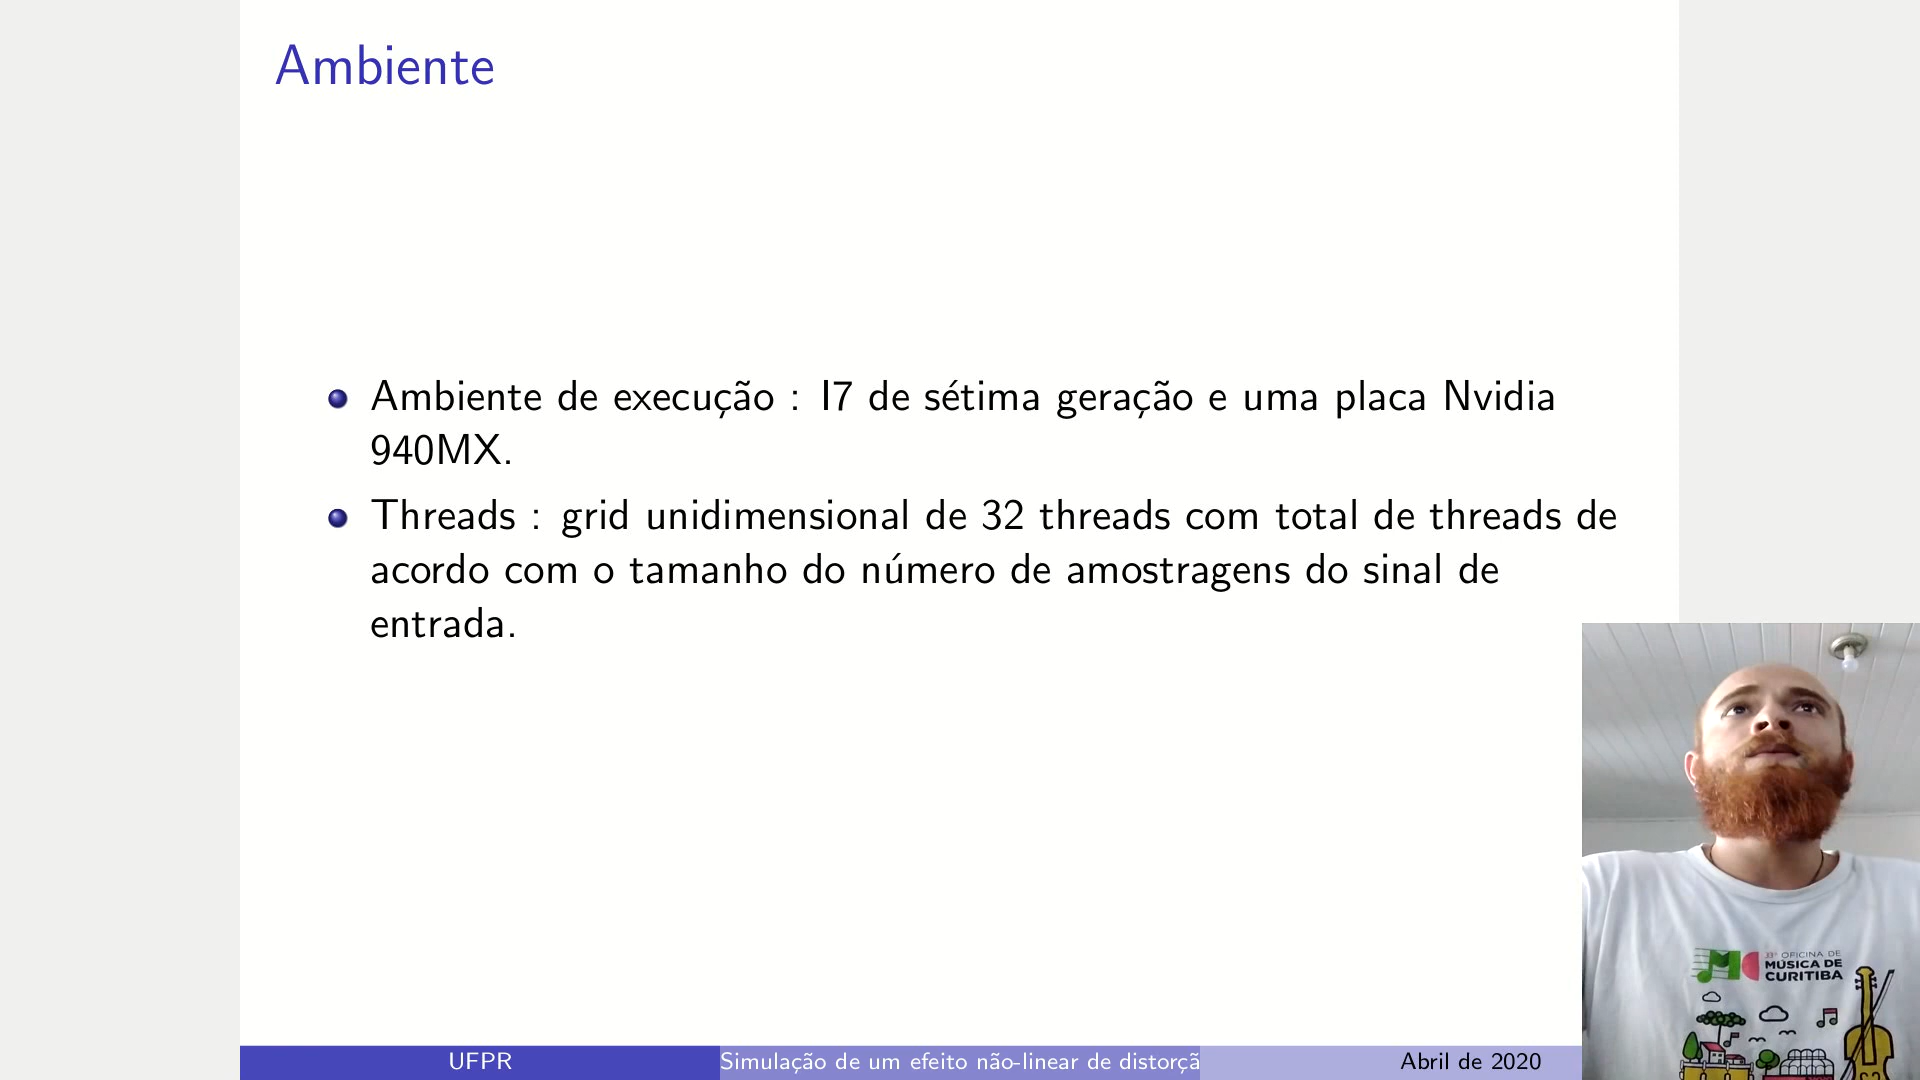 Ambiente
Ambiente de execução : I7 de sétima geração e uma placa Nvidia
940MX.
Threads : grid unidimensional de 32 threads com total de threads de
acordo com o tamanho do número de amostragens do sinal de
entrada.
OFICINA DE
MÚSICA DE
CURITIBA
UFPR
Simulação de um efeito não-linear de distorçã
Abril de 2020